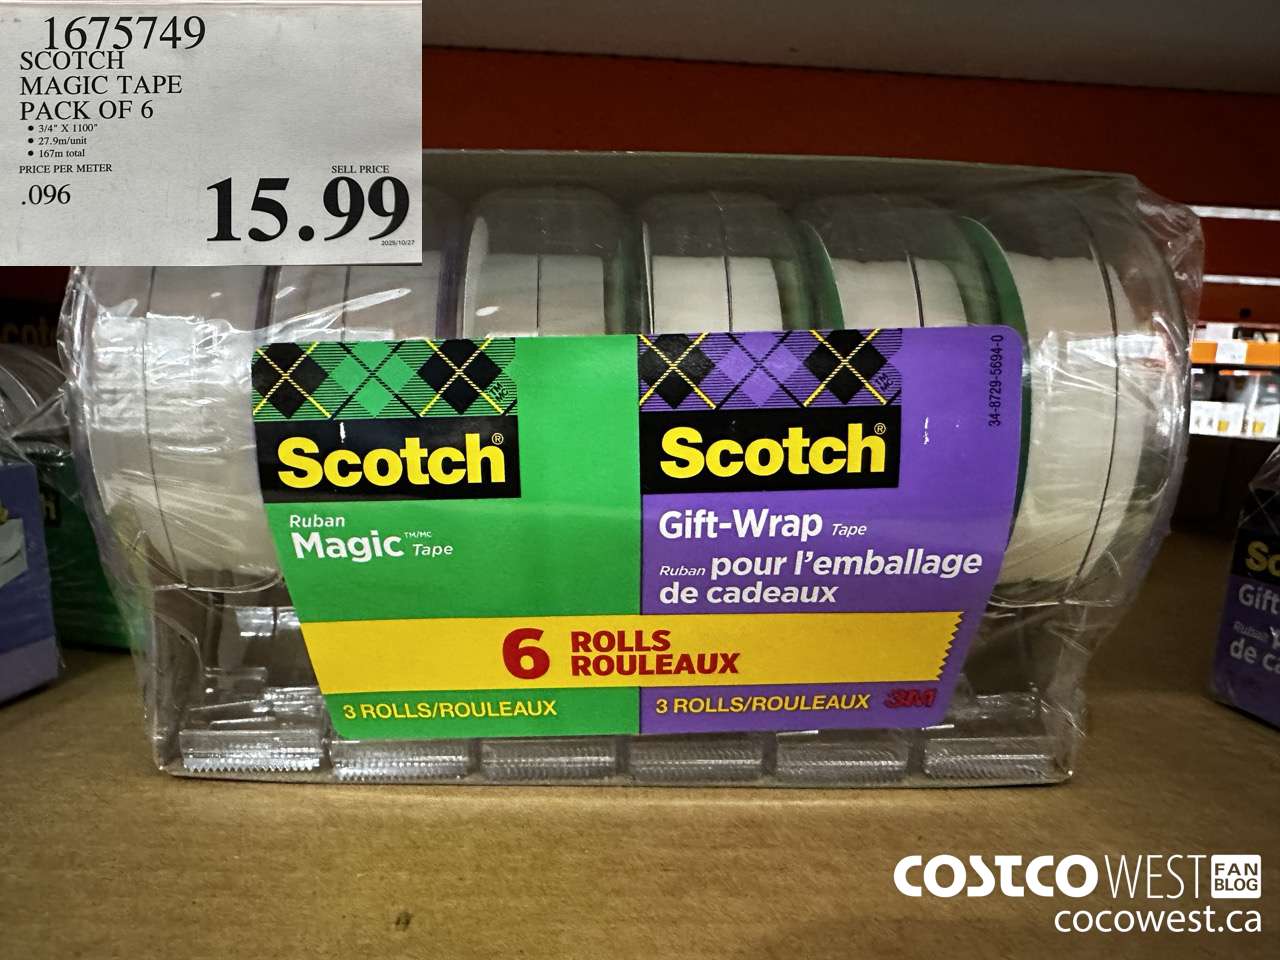 1675749
SCOTCH
MAGIC TAPE
PACK OF 6
• 3/4" X 1100"
• 27.9m/unit
• 167m total
PRICE PER METER
SELL PRICE
.096
15.99
2025/10/27
34-8729-5694-0
Scotch®
Ruban
Magic™/MC Tape
Scotch®
Gift-Wrap Tape
Ruban pour l'emballage
de cadeaux
6 ROLLS
ROULEAUX
3 ROLLS/ROULEAUX
3 ROLLS/ROULEAUX 3M
Gift
de c
COSTCO WEST FAN BLOG
cocowest.ca